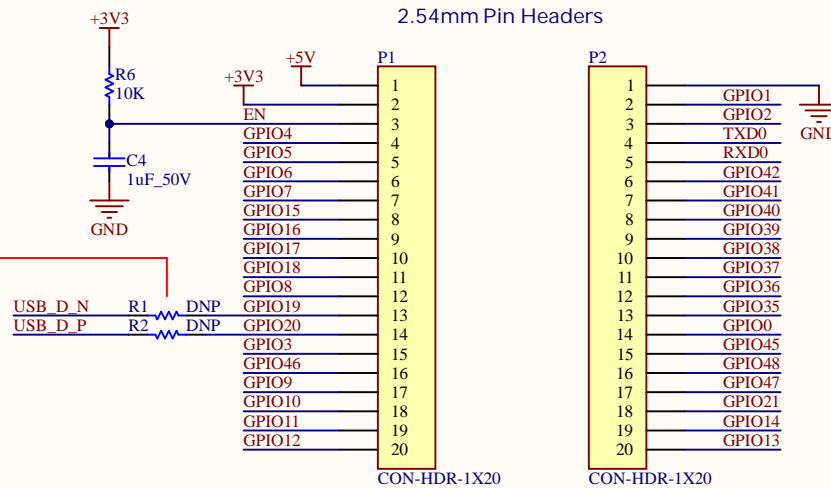 2.54mm Pin Headers
+3V3
R6
10K
C4
1uF_50V
GND
+5V
+3V3
P1
1
2
EN 3
GPIO4 4
GPIO5 5
GPIO6 6
GPIO7 7
GPIO15 8
GPIO16 9
GPIO17 10
GPIO18 11
GPIO8 12
USB_D_N R1 DNP GPIO19 13
USB_D_P R2 DNP GPIO20 14
GPIO3 15
GPIO46 16
GPIO9 17
GPIO10 18
GPIO11 19
GPIO12 20
CON-HDR-1X20
P2
1
GND
2 GPIO1
3 GPIO2
4 TXD0
5 RXD0
6 GPIO42
7 GPIO41
8 GPIO40
9 GPIO39
10 GPIO38
11 GPIO37
12 GPIO36
13 GPIO35
14 GPIO0
15 GPIO45
16 GPIO48
17 GPIO47
18 GPIO21
19 GPIO14
20 GPIO13
CON-HDR-1X20